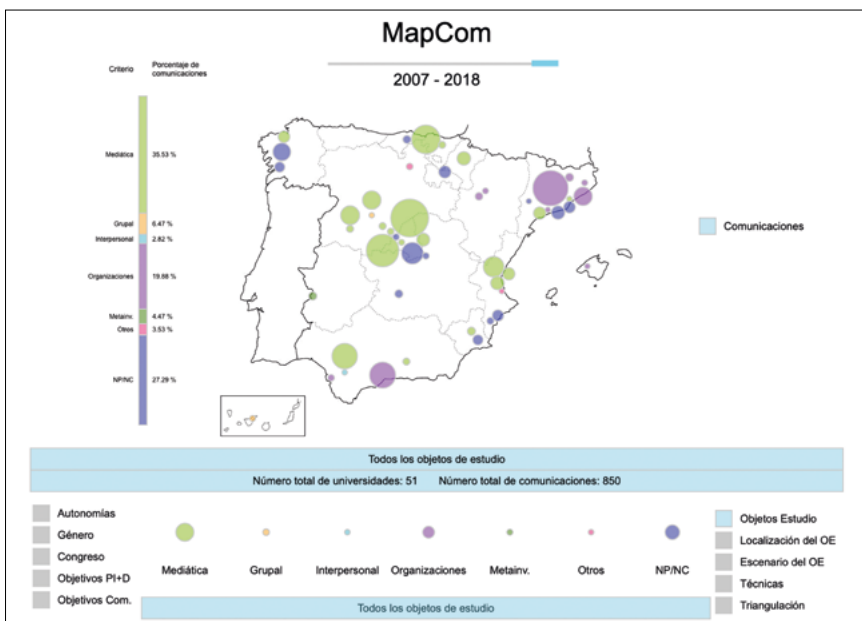 MapCom
2007 - 2018
Criterio
Porcentaje de
comunicaciones
Mediática 35.53 %
Grupal 6.47 %
Interpersonal 2.82 %
Organizaciones 19.88 %
Metainv. 4.47 %
Otros 3.53 %
NP/NC 27.29 %
Comunicaciones
Todos los objetos de estudio
Número total de universidades: 51 Número total de comunicaciones: 850
Autonomías
Género
Congreso
Objetivos PI+D
Objetivos Com.
Mediática Grupal Interpersonal Organizaciones Metainv. Otros NP/NC
Objetos Estudio
Localización del OE
Escenario del OE
Técnicas
Triangulación
Todos los objetos de estudio